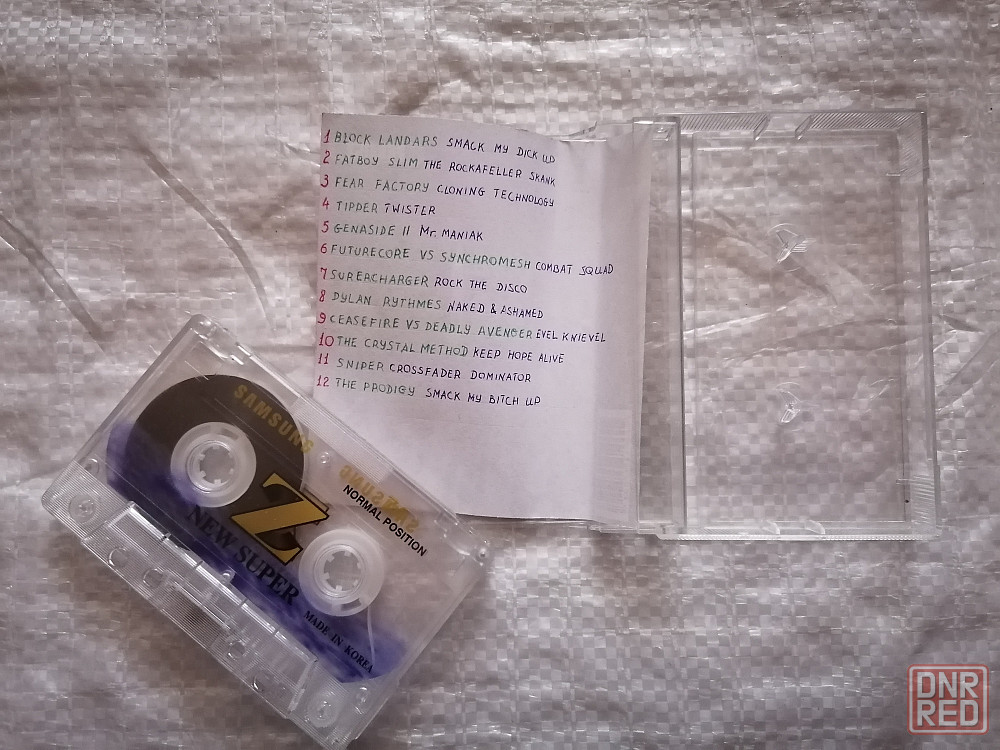 1 BLOCK LANDARS SMACK MY DICK UP
2 FATBOY SLIM THE ROCKAFELLER SKANK
3 FEAR FACTORY CLONING TECHNOLOGY
4 TIPPER TWISTER
5 GENASIDE II Mr. MANIAK
6 FUTURECORE VS SYNCHROMESH COMBAT SQUAD
7 SURERCHARGER ROCK THE DISCO
8 DYLAN RYTHMES NAKED & ASHAMED
9 CEASEFIRE VS DEADLY AVENGER EVEL KNIEVEL
10 THE CRYSTAL METHOD KEEP HOPE ALIVE
11 SNIPER CROSSFADER DOMINATOR
12 THE PRODIGY SMACK MY BITCH UP
SAMSUNG
SAMSUNG
NORMAL POSITION
Z
NEW SUPER
MADE IN KOREA
DNR
RED